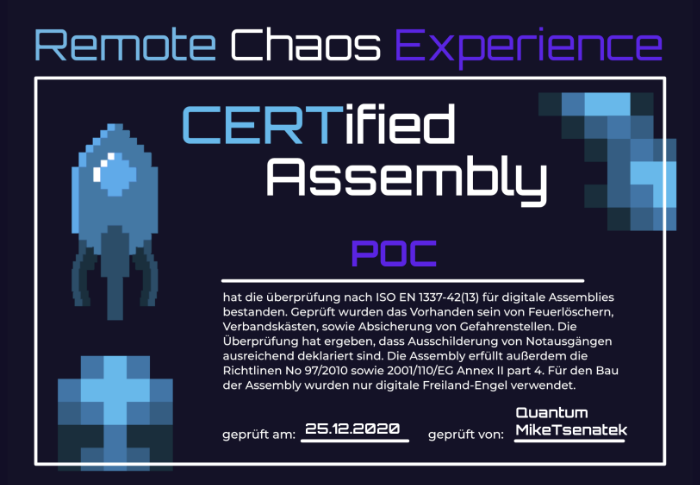 Remote Chaos Experience
CERTified
Assembly
POC
hat die überprüfung nach ISO EN 1337-42(13) für digitale Assemblies
bestanden. Geprüft wurden das Vorhanden sein von Feuerlöschern,
Verbandskästen, sowie Absicherung von Gefahrenstellen. Die
Überprüfung hat ergeben, dass Ausschilderung von Notausgängen
ausreichend deklariert sind. Die Assembly erfüllt außerdem die
Richtlinen No 97/2010 sowie 2001/110/EG Annex II part 4. Für den Bau
der Assembly wurden nur digitale Freiland-Engel verwendet.
geprüft am: 25.12.2020 geprüft von: Quantum
MikeTsenatek